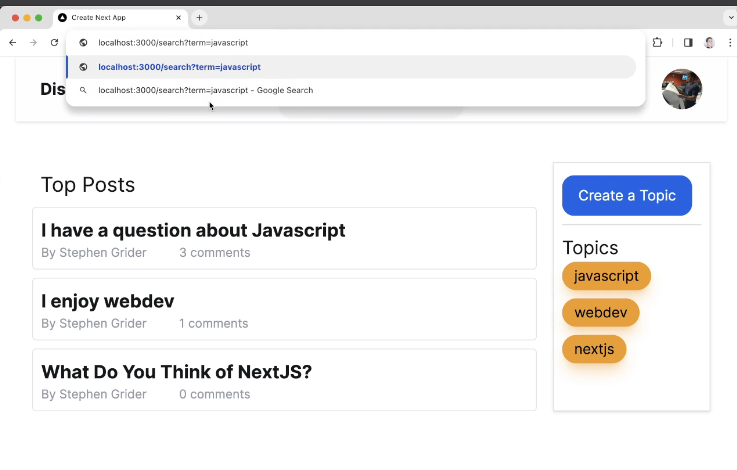 Create Next App
localhost:3000/search?term=javascript
localhost:3000/search?term=javascript
localhost:3000/search?term=javascript - Google Search
Dis
Top Posts
I have a question about Javascript
By Stephen Grider 3 comments
I enjoy webdev
By Stephen Grider 1 comments
What Do You Think of NextJS?
By Stephen Grider 0 comments
Create a Topic
Topics
javascript
webdev
nextjs